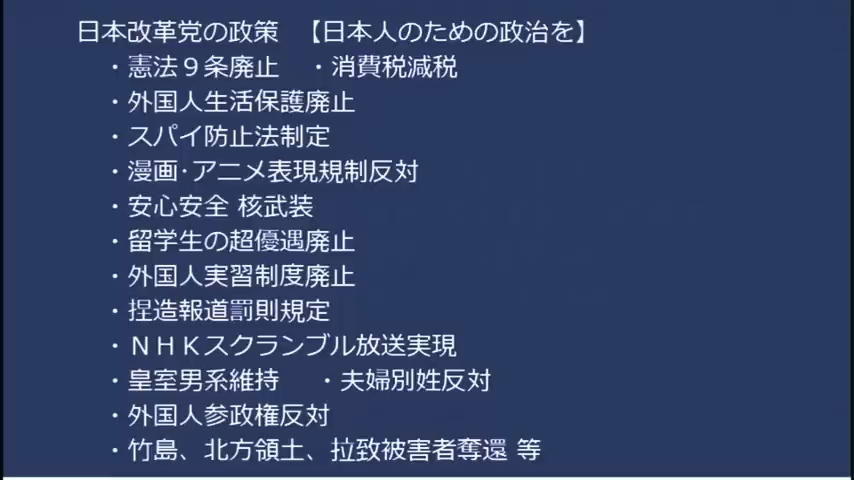 日本改革党の政策 【日本人のための政治を】
・憲法９条廃止 ・消費税減税
・外国人生活保護廃止
・スパイ防止法制定
・漫画・アニメ表現規制反対
・安心安全 核武装
・留学生の超優遇廃止
・外国人実習制度廃止
・捏造報道罰則規定
・ＮＨＫスクランブル放送実現
・皇室男系維持 ・夫婦別姓反対
・外国人参政権反対
・竹島、北方領土、拉致被害者奪還 等